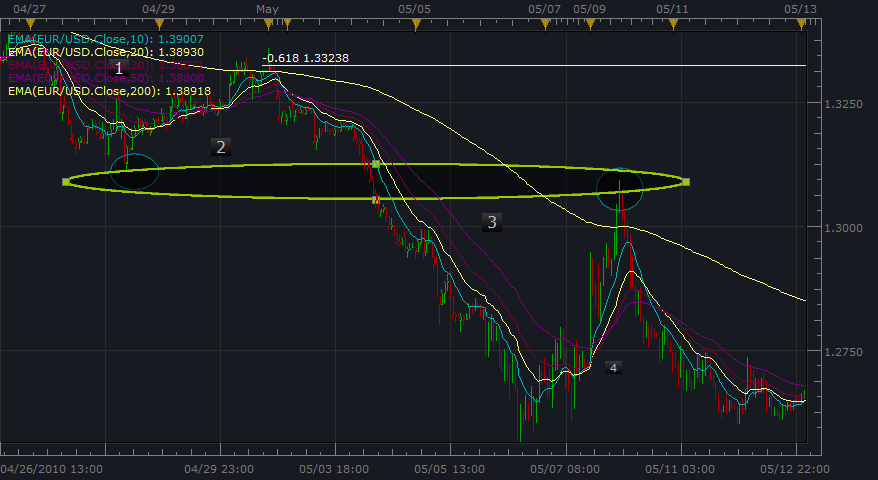 04/27 04/29 May 05/05 05/07 05/09 05/11 05/13
EMA(EUR/USD.Close,10): 1.39007
EMA(EUR/USD.Close,20): 1.38930
EMA(EUR/USD.Close,50): 1.38800
EMA(EUR/USD.Close,200): 1.38918
-0.618 1.33238
1
1.3250
2
3
1.3000
1.2750
4
04/26/2010 13:00 04/29 23:00 05/03 18:00 05/05 13:00 05/07 08:00 05/11 03:00 05/12 22:00